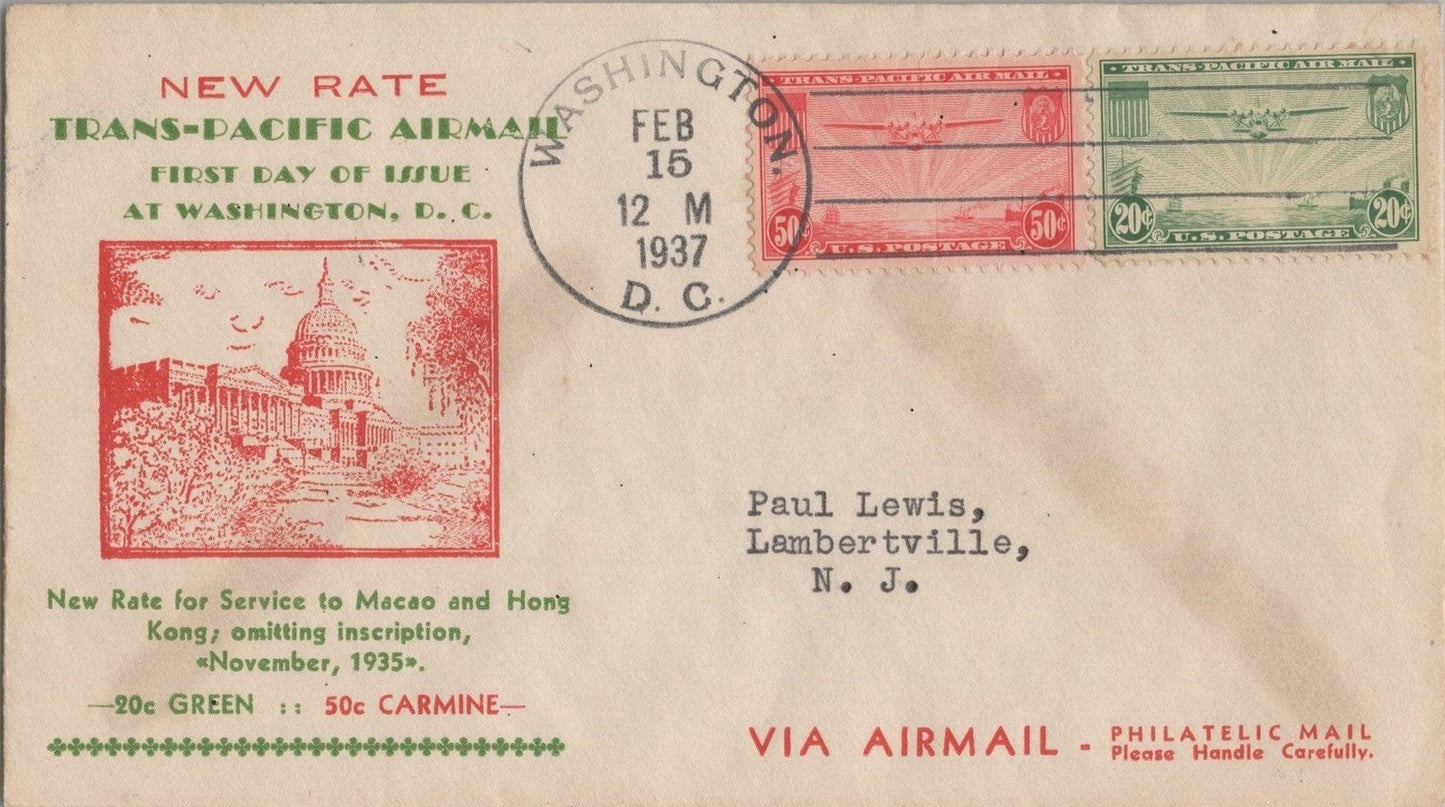 NEW RATE
TRANS-PACIFIC AIRMAIL
FIRST DAY OF ISSUE
AT WASHINGTON, D. C.
New Rate for Service to Macao and Hong
Kong; omitting inscription,
«November, 1935».
—20c GREEN :: 50c CARMINE—
WASHINGTON.
FEB
15
12 M
1937
D. C.
TRANS-PACIFIC AIR MAIL
50¢ 50¢
U.S. POSTAGE
TRANS-PACIFIC AIR MAIL
20¢ 20¢
U.S. POSTAGE
Paul Lewis,
Lambertville,
N. J.
VIA AIRMAIL - PHILATELIC MAIL
Please Handle Carefully.